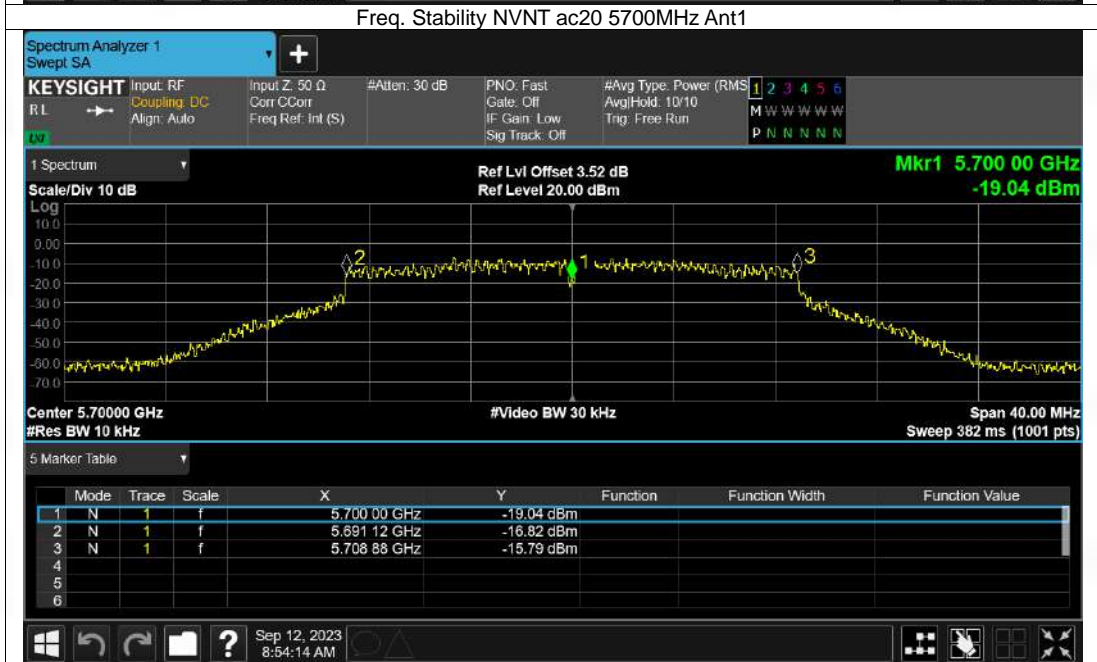 Freq. Stability NVNT ac20 5700MHz Ant1
Spectrum Analyzer 1
Swept SA
+
KEYSIGHT
RL
LXI
Input: RF
Coupling: DC
Align: Auto
Input Z: 50 Ω
Corr CCorr
Freq Ref: Int (S)
#Atten: 30 dB
PNO: Fast
Gate: Off
IF Gain: Low
Sig Track: Off
#Avg Type: Power (RMS
Avg|Hold: 10/10
Trig: Free Run
1 2 3 4 5 6
M W W W W W
P N N N N N
1 Spectrum
Scale/Div 10 dB
Ref Lvl Offset 3.52 dB
Ref Level 20.00 dBm
Mkr1 5.700 00 GHz
-19.04 dBm
Log
10.0
0.00
-10.0
-20.0
-30.0
-40.0
-50.0
-60.0
-70.0
2
1
3
Center 5.70000 GHz
#Video BW 30 kHz
Span 40.00 MHz
#Res BW 10 kHz
Sweep 382 ms (1001 pts)
5 Marker Table
Mode Trace Scale X Y Function Function Width Function Value
1 N 1 f 5.700 00 GHz -19.04 dBm
2 N 1 f 5.691 12 GHz -16.82 dBm
3 N 1 f 5.708 88 GHz -15.79 dBm
4
5
6
?
Sep 12, 2023
8:54:14 AM